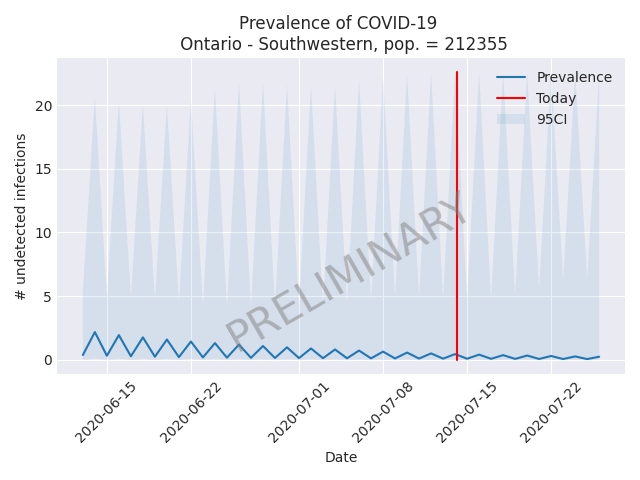 Prevalence of COVID-19
Ontario - Southwestern, pop. = 212355
Prevalence
Today
95CI
20
15
10
5
0
# undetected infections
PRELIMINARY
2020-06-15
2020-06-22
2020-07-01
2020-07-08
2020-07-15
2020-07-22
Date